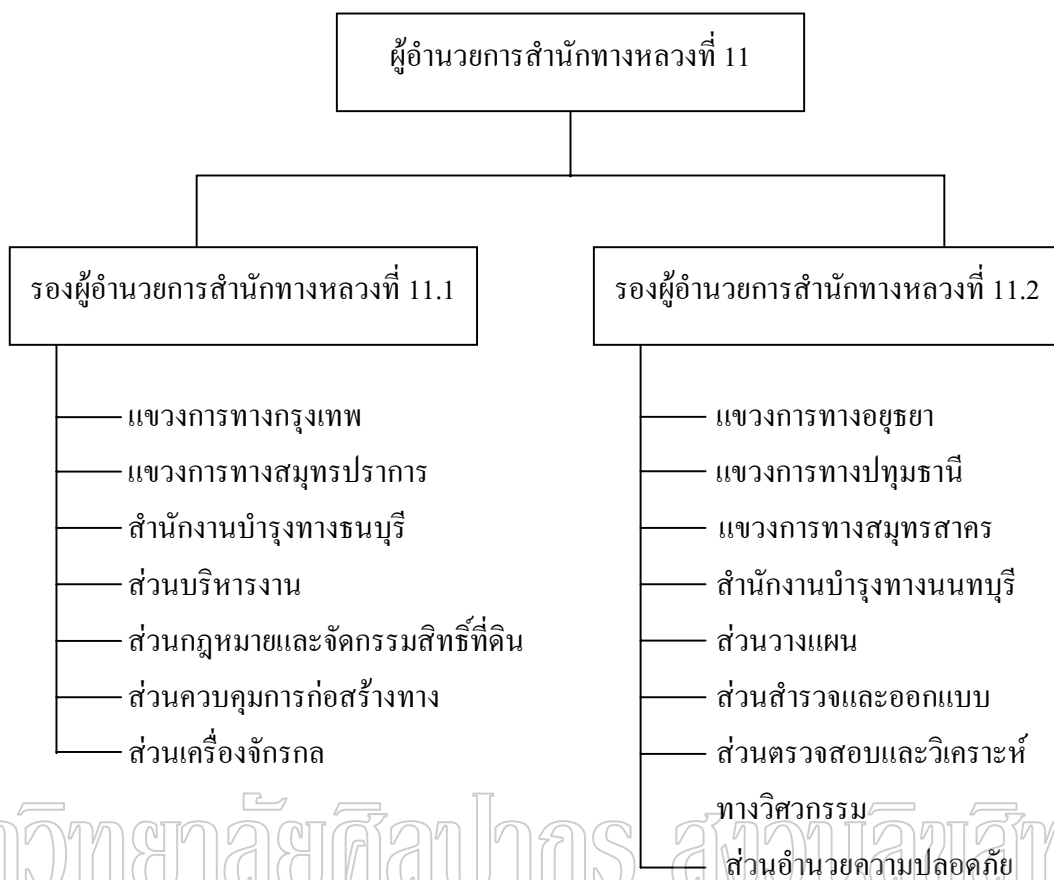 ผู้อำนวยการสำนักทางหลวงที่ 11
รองผู้อำนวยการสำนักทางหลวงที่ 11.1
แขวงการทางกรุงเทพ
แขวงการทางสมุทรปราการ
สำนักงานบำรุงทางธนบุรี
ส่วนบริหารงาน
ส่วนกฎหมายและจัดกรรมสิทธิ์ที่ดิน
ส่วนควบคุมการก่อสร้างทาง
ส่วนเครื่องจักรกล
รองผู้อำนวยการสำนักทางหลวงที่ 11.2
แขวงการทางอยุธยา
แขวงการทางปทุมธานี
แขวงการทางสมุทรสาคร
สำนักงานบำรุงทางนนทบุรี
ส่วนวางแผน
ส่วนสำรวจและออกแบบ
ส่วนตรวจสอบและวิเคราะห์
ทางวิศวกรรม
ส่วนอำนวยความปลอดภัย